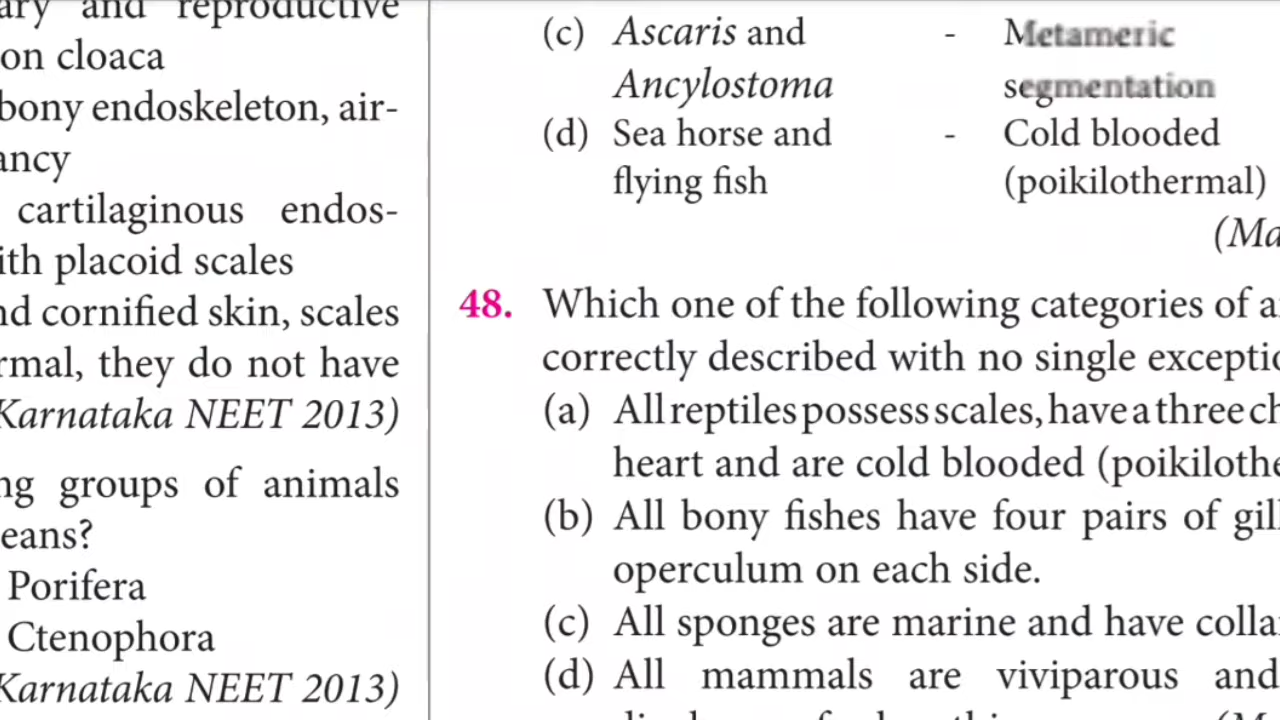 ary and reproductive
on cloaca
bony endoskeleton, air-
ancy
cartilaginous endos-
ith placoid scales
nd cornified skin, scales
rmal, they do not have
Karnataka NEET 2013)
ng groups of animals
eans?
Porifera
Ctenophora
Karnataka NEET 2013)
(c) Ascaris and - Metameric
Ancylostoma segmentation
(d) Sea horse and - Cold blooded
flying fish (poikilothermal)
(Ma
48. Which one of the following categories of a
correctly described with no single exceptio
(a) All reptiles possess scales, have a three ch
heart and are cold blooded (poikilothe
(b) All bony fishes have four pairs of gil
operculum on each side.
(c) All sponges are marine and have colla
(d) All mammals are viviparous and